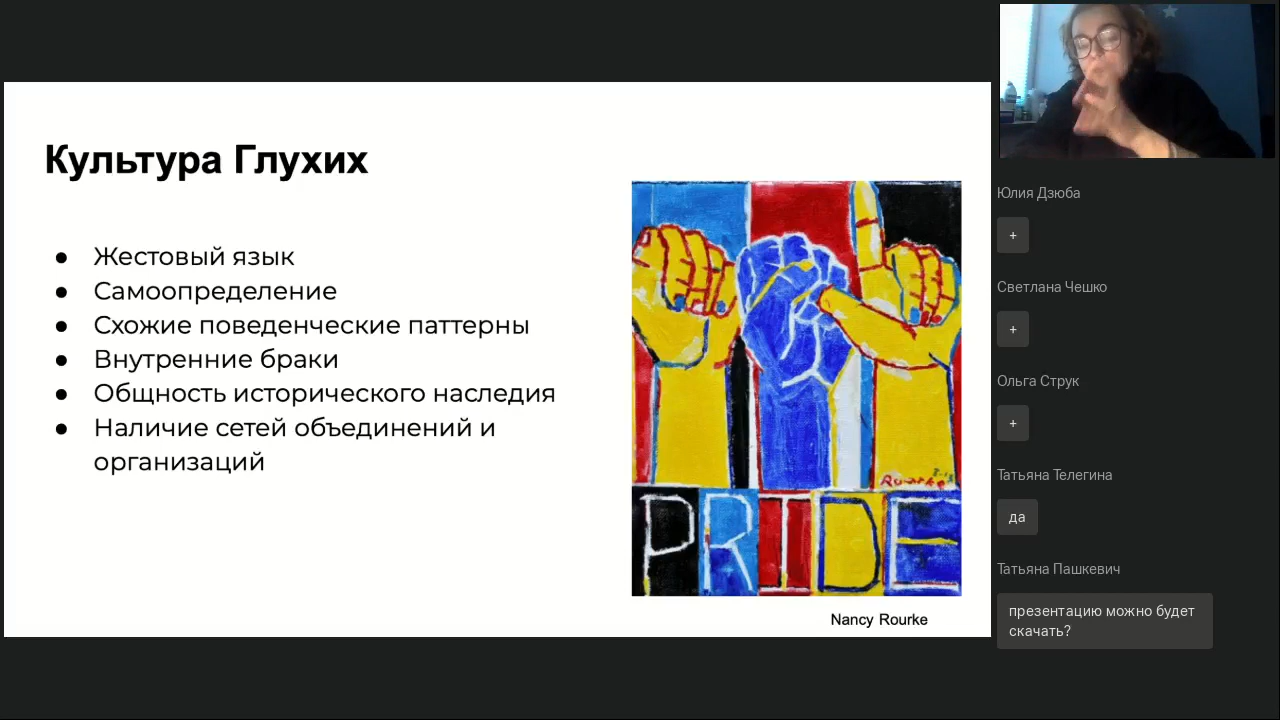 Культура Глухих
Жестовый язык
Самоопределение
Схожие поведенческие паттерны
Внутренние браки
Общность исторического наследия
Наличие сетей объединений и
организаций
Rourke
PRIDE
Nancy Rourke
Юлия Дзюба
+
Светлана Чешко
+
Ольга Струк
+
Татьяна Телегина
да
Татьяна Пашкевич
презентацию можно будет
скачать?